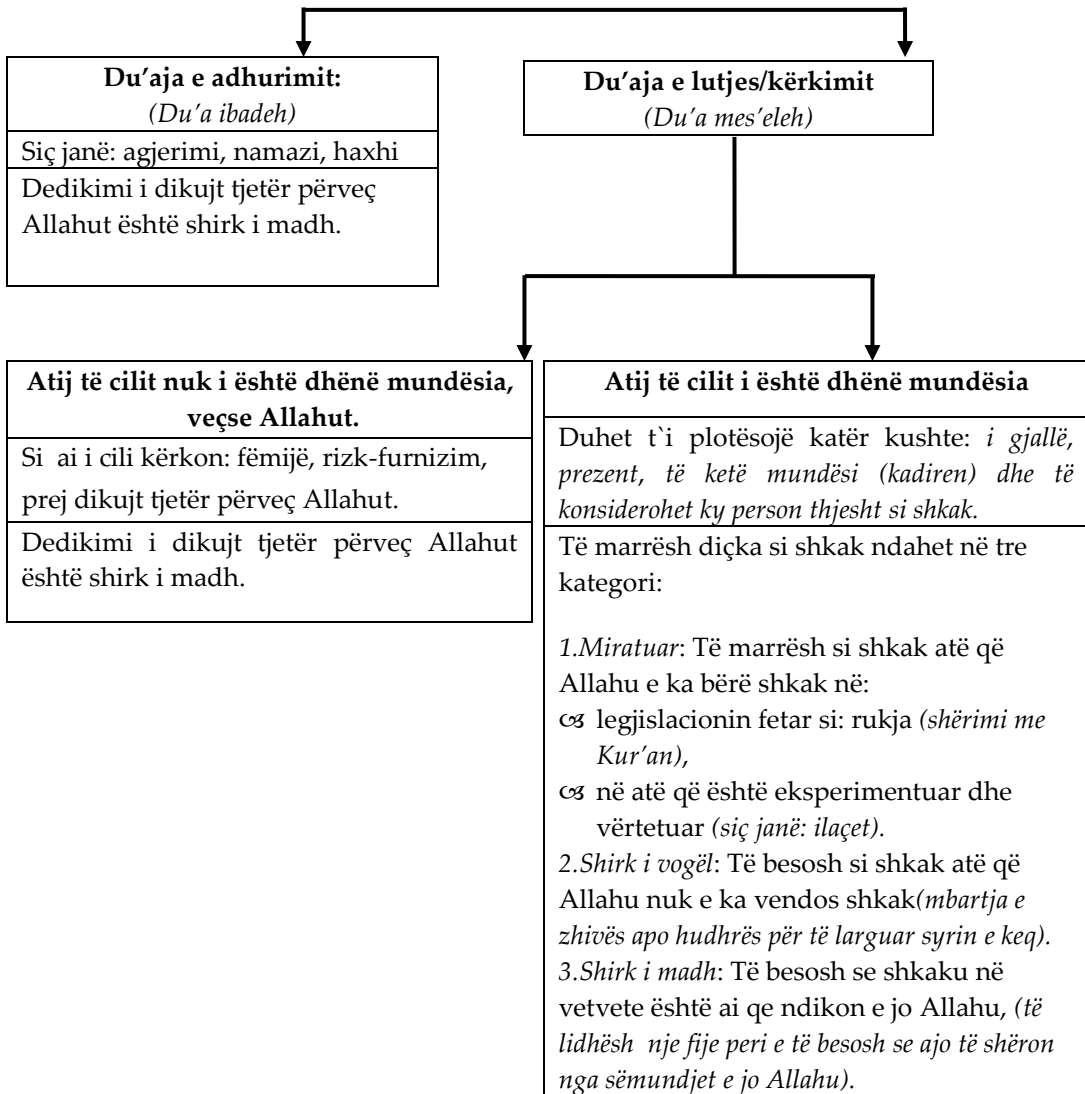 Du'aja e adhurimit:
(Du'a ibadeh)
Siç janë: agjerimi, namazi, haxhi
Dedikimi i dikujt tjetër përveç
Allahut është shirk i madh.
Du'aja e lutjes/kërkimit
(Du'a mes'eleh)
Atij të cilit nuk i është dhënë mundësia,
veçse Allahut.
Si ai i cili kërkon: fëmijë, rizk-furnizim,
prej dikujt tjetër përveç Allahut.
Dedikimi i dikujt tjetër përveç Allahut
është shirk i madh.
Atij të cilit i është dhënë mundësia
Duhet t`i plotësojë katër kushte: i gjallë,
prezent, të ketë mundësi (kadiren) dhe të
konsiderohet ky person thjesht si shkak.
Të marrësh diçka si shkak ndahet në tre
kategori:
1.Miratuar: Të marrësh si shkak atë që
Allahu e ka bërë shkak në:
legjislacionin fetar si: rukja (shërimi me
Kur'an),
në atë që është eksperimentuar dhe
vërtetuar (siç janë: ilaçet).
2.Shirk i vogël: Të besosh si shkak atë që
Allahu nuk e ka vendos shkak(mbartja e
zhivës apo hudhrës për të larguar syrin e keq).
3.Shirk i madh: Të besosh se shkaku në
vetvete është ai qe ndikon e jo Allahu, (të
lidhësh nje fije peri e të besosh se ajo të shëron
nga sëmundjet e jo Allahu).